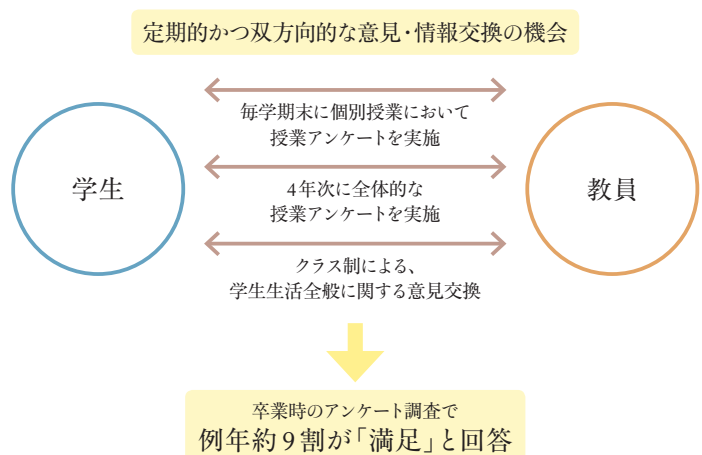 定期的かつ双方向的な意見・情報交換の機会
毎学期末に個別授業において
授業アンケートを実施
学生
4年次に全体的な
授業アンケートを実施
教員
クラス制による、
学生生活全般に関する意見交換
卒業時のアンケート調査で
例年約9割が「満足」と回答